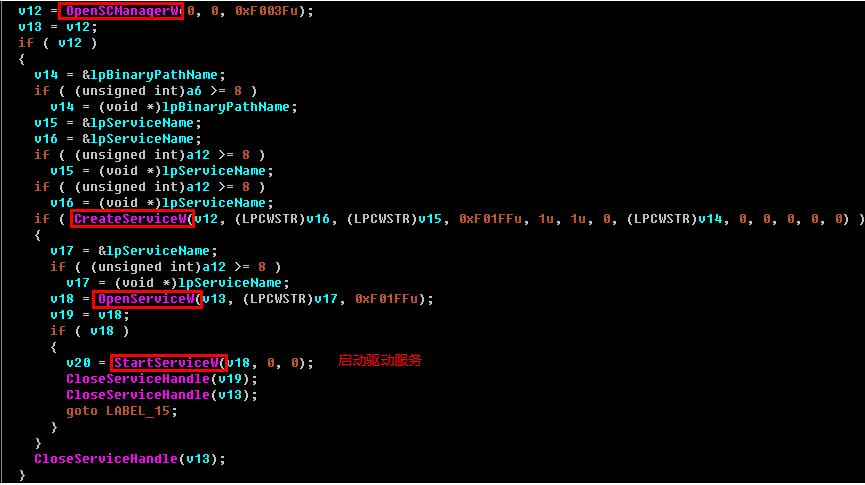 v12 = OpenSCManagerW(0, 0, 0xF003Fu);
v13 = v12;
if ( v12 )
{
v14 = &lpBinaryPathName;
if ( (unsigned int)a6 >= 8 )
v14 = (void *)lpBinaryPathName;
v15 = &lpServiceName;
v16 = &lpServiceName;
if ( (unsigned int)a12 >= 8 )
v15 = (void *)lpServiceName;
if ( (unsigned int)a12 >= 8 )
v16 = (void *)lpServiceName;
if ( CreateServiceW(v12, (LPCWSTR)v16, (LPCWSTR)v15, 0xF01FFu, 1u, 1u, 0, (LPCWSTR)v14, 0, 0, 0, 0, 0) )
{
v17 = &lpServiceName;
if ( (unsigned int)a12 >= 8 )
v17 = (void *)lpServiceName;
v18 = OpenServiceW(v13, (LPCWSTR)v17, 0xF01FFu);
v19 = v18;
if ( v18 )
{
v20 = StartServiceW(v18, 0, 0); 启动驱动服务
CloseServiceHandle(v19);
CloseServiceHandle(v13);
goto LABEL_15;
}
}
CloseServiceHandle(v13);
}